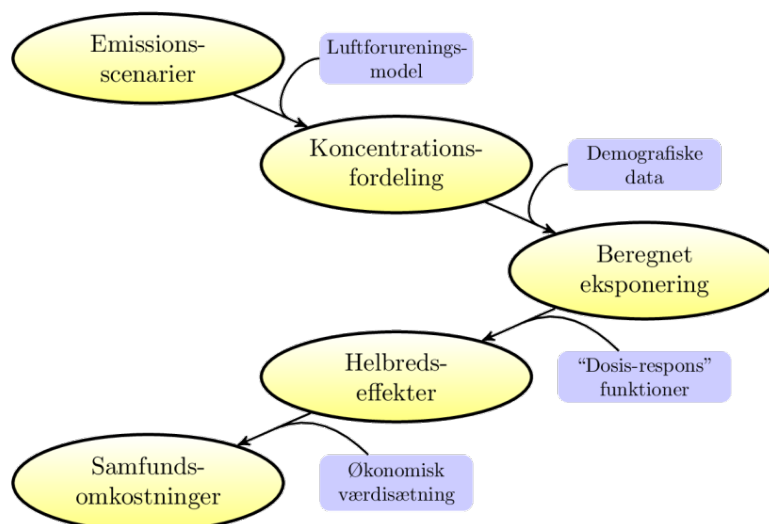 Emissions-
scenarier
Luftforurenings-
model
Koncentrations-
fordeling
Demografiske
data
Beregnet
eksponering
Helbreds-
effekter
“Dosis-respons”
funktioner
Samfunds-
omkostninger
Økonomisk
værdisætning